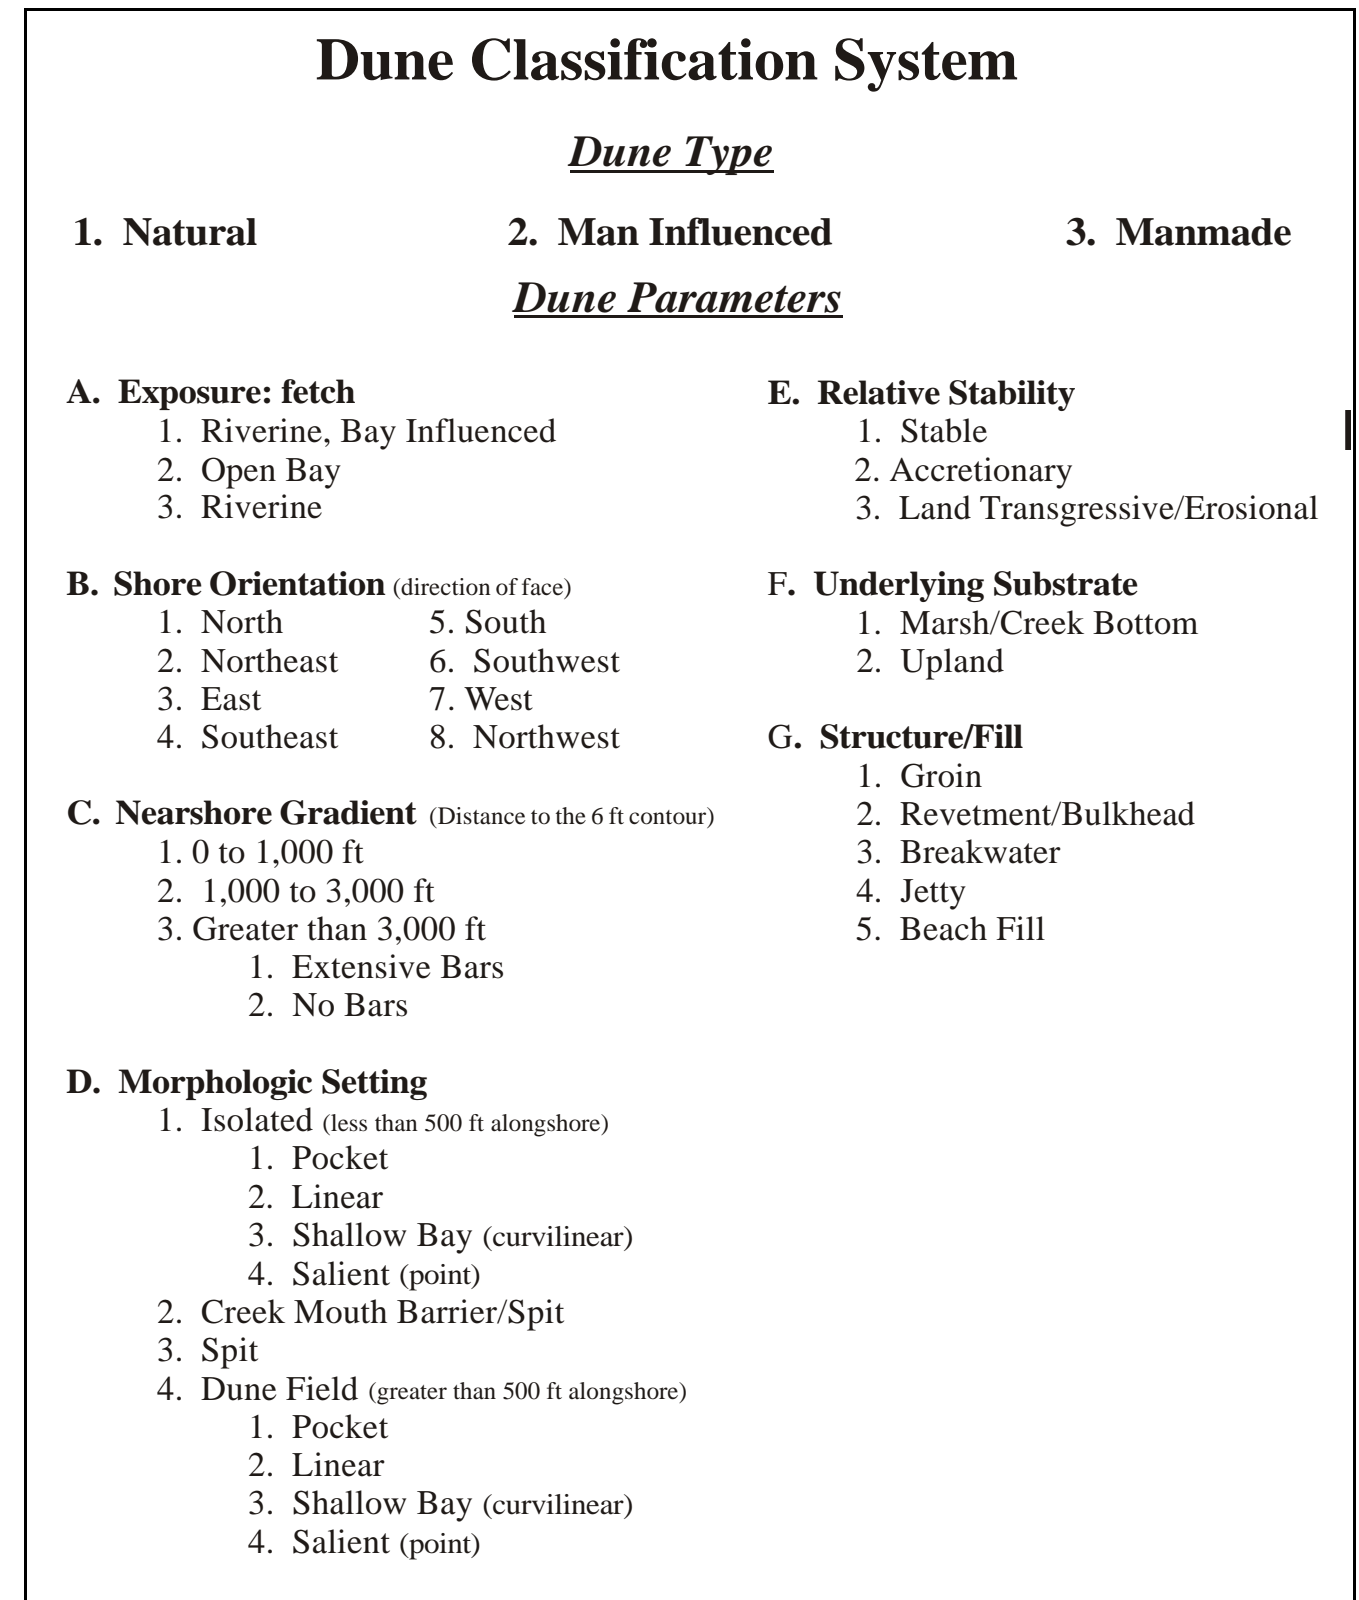 Dune Classification System
Dune Type
1. Natural 2. Man Influenced 3. Manmade
Dune Parameters
A. Exposure: fetch
1. Riverine, Bay Influenced
2. Open Bay
3. Riverine
B. Shore Orientation (direction of face)
1. North 5. South
2. Northeast 6. Southwest
3. East 7. West
4. Southeast 8. Northwest
C. Nearshore Gradient (Distance to the 6 ft contour)
1. 0 to 1,000 ft
2. 1,000 to 3,000 ft
3. Greater than 3,000 ft
1. Extensive Bars
2. No Bars
D. Morphologic Setting
1. Isolated (less than 500 ft alongshore)
1. Pocket
2. Linear
3. Shallow Bay (curvilinear)
4. Salient (point)
2. Creek Mouth Barrier/Spit
3. Spit
4. Dune Field (greater than 500 ft alongshore)
1. Pocket
2. Linear
3. Shallow Bay (curvilinear)
4. Salient (point)
E. Relative Stability
1. Stable
2. Accretionary
3. Land Transgressive/Erosional
F. Underlying Substrate
1. Marsh/Creek Bottom
2. Upland
G. Structure/Fill
1. Groin
2. Revetment/Bulkhead
3. Breakwater
4. Jetty
5. Beach Fill